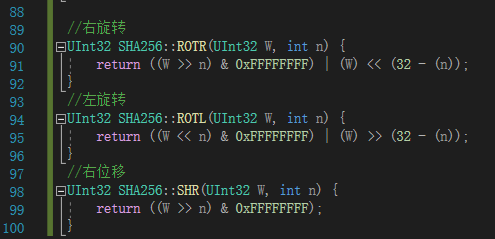 88
89 //右旋转
90 UInt32 SHA256::ROTR(UInt32 W, int n) {
91 return ((W >> n) & 0xFFFFFFFF) | (W) << (32 - (n));
92 }
93 //左旋转
94 UInt32 SHA256::ROTL(UInt32 W, int n) {
95 return ((W << n) & 0xFFFFFFFF) | (W) >> (32 - (n));
96 }
97 //右位移
98 UInt32 SHA256::SHR(UInt32 W, int n) {
99 return ((W >> n) & 0xFFFFFFFF);
100 }